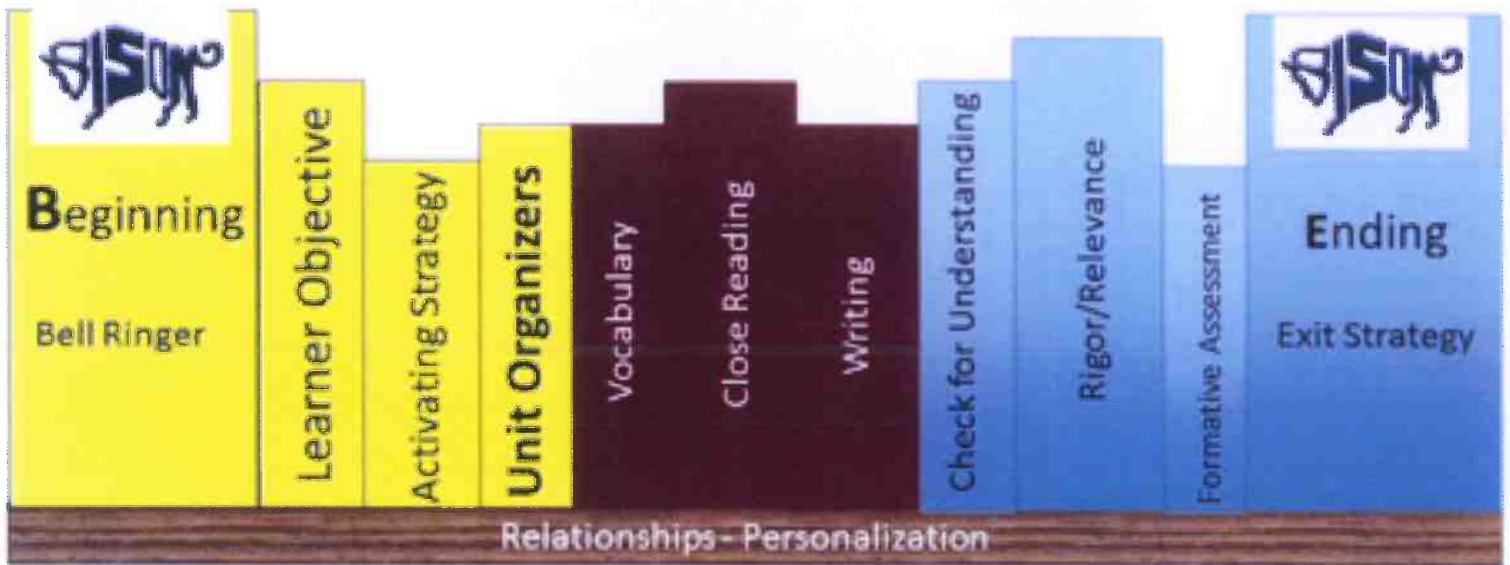 BISON
Beginning
Bell Ringer
Learner Objective
Activating Strategy
Unit Organizers
Vocabulary
Close Reading
Writing
Check for Understanding
Rigor/Relevance
Formative Assessment
BISON
Ending
Exit Strategy
Relationships - Personalization